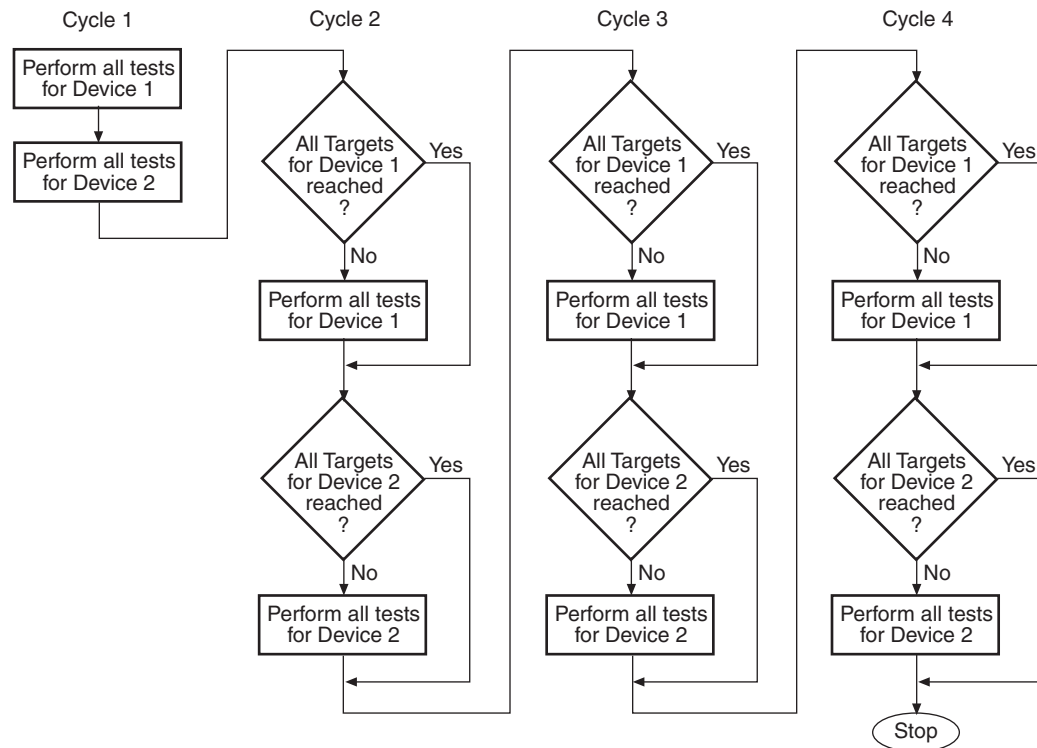 Cycle 1
Perform all tests
for Device 1
Perform all tests
for Device 2
Cycle 2
All Targets
for Device 1
reached
?
Yes
No
Perform all tests
for Device 1
All Targets
for Device 2
reached
?
Yes
No
Perform all tests
for Device 2
Cycle 3
All Targets
for Device 1
reached
?
Yes
No
Perform all tests
for Device 1
All Targets
for Device 2
reached
?
Yes
No
Perform all tests
for Device 2
Cycle 4
All Targets
for Device 1
reached
?
Yes
No
Perform all tests
for Device 1
All Targets
for Device 2
reached
?
Yes
No
Perform all tests
for Device 2
Stop